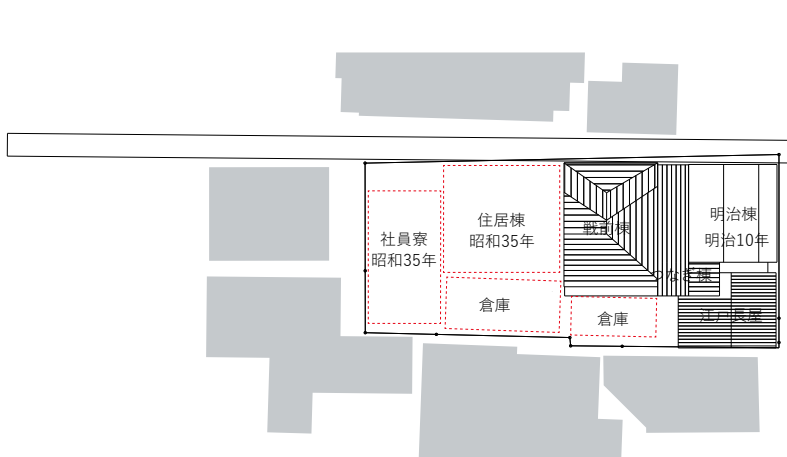 社員寮
昭和35年
住居棟
昭和35年
倉庫
戦前棟
倉庫
明治棟
明治10年
つなぎ棟
江戸長屋